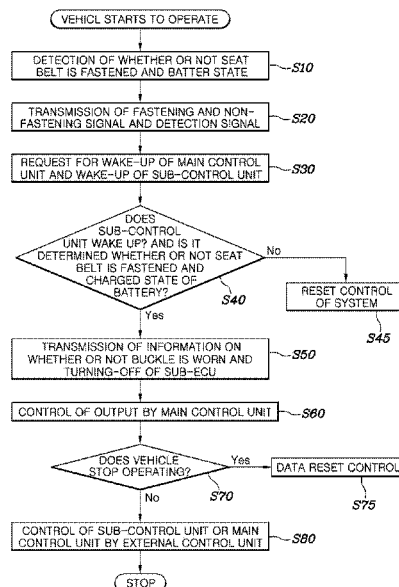 VEHICL STARTS TO OPERATE
DETECTION OF WHETHER OR NOT SEAT
BELT IS FASTENED AND BATTER STATE
S10
TRANSMISSION OF FASTENING AND NON-
FASTENING SIGNAL AND DETECTION SIGNAL
S20
REQUEST FOR WAKE-UP OF MAIN CONTROL
UNIT AND WAKE-UP OF SUB-CONTROL UNIT
S30
DOES
SUB-CONTROL
UNIT WAKE UP? AND IS IT
DETERMINED WHETHER OR NOT SEAT
BELT IS FASTENED AND
CHARGED STATE OF
BATTERY?
S40
No
Yes
RESET CONTROL
OF SYSTEM
S45
TRANSMISSION OF INFORMATION ON
WHETHER OR NOT BUCKLE IS WORN AND
TURNING-OFF OF SUB-ECU
S50
CONTROL OF OUTPUT BY MAIN CONTROL UNIT
S60
DOES VEHICLE
STOP OPERATING?
S70
Yes
DATA RESET CONTROL
S75
No
CONTROL OF SUB-CONTROL UNIT OR MAIN
CONTROL UNIT BY EXTERNAL CONTROL UNIT
S80
STOP